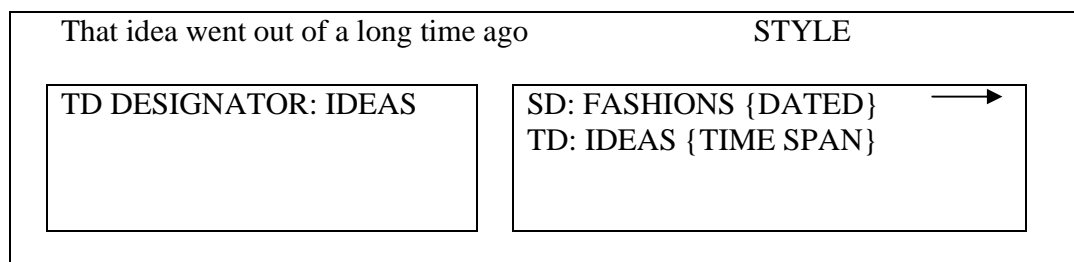 That idea went out of a long time ago STYLE
TD DESIGNATOR: IDEAS
SD: FASHIONS {DATED}
TD: IDEAS {TIME SPAN}